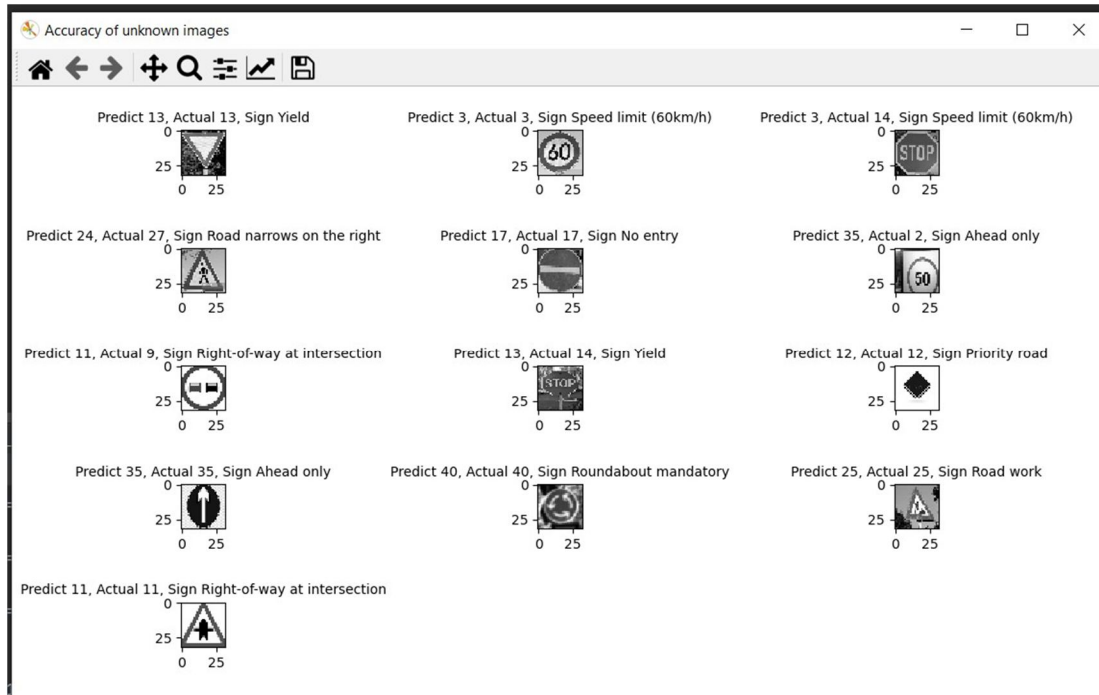 Accuracy of unknown images
Predict 13, Actual 13, Sign Yield
Predict 3, Actual 3, Sign Speed limit (60km/h)
Predict 3, Actual 14, Sign Speed limit (60km/h)
0
25
0 25
60
0
25
0 25
STOP
0
25
0 25
Predict 24, Actual 27, Sign Road narrows on the right
Predict 17, Actual 17, Sign No entry
Predict 35, Actual 2, Sign Ahead only
0
25
0 25
0
25
0 25
50
0
25
0 25
Predict 11, Actual 9, Sign Right-of-way at intersection
Predict 13, Actual 14, Sign Yield
Predict 12, Actual 12, Sign Priority road
0
25
0 25
STOP
0
25
0 25
0
25
0 25
Predict 35, Actual 35, Sign Ahead only
Predict 40, Actual 40, Sign Roundabout mandatory
Predict 25, Actual 25, Sign Road work
0
25
0 25
0
25
0 25
0
25
0 25
Predict 11, Actual 11, Sign Right-of-way at intersection
0
25
0 25